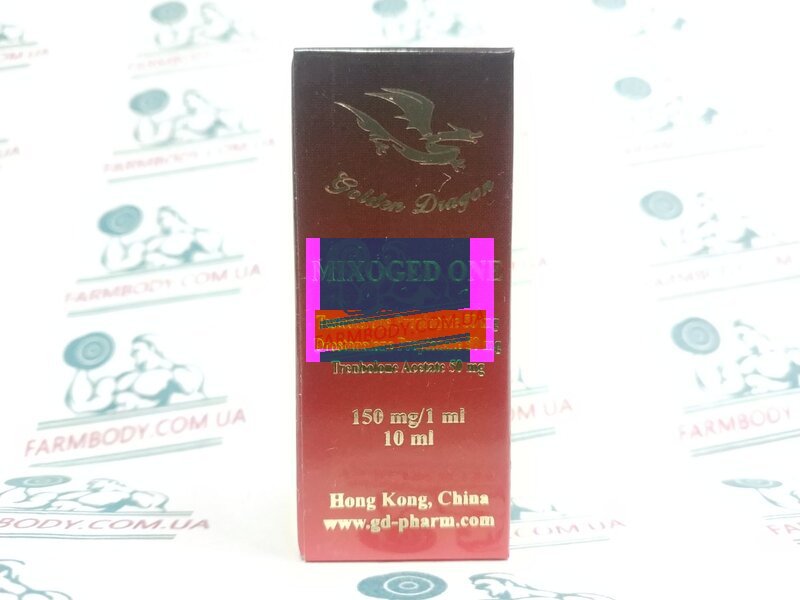 Golden Dragon
MIXOGED ONE
FARMBODY.COM.UA
Trenbolone Acetate 50 mg
150 mg/1 ml
10 ml
Hong Kong, China
www.gd-pharm.com
FARMBODY.COM.UA
FARMBODY.COM.UA
FARMBODY.COM.UA